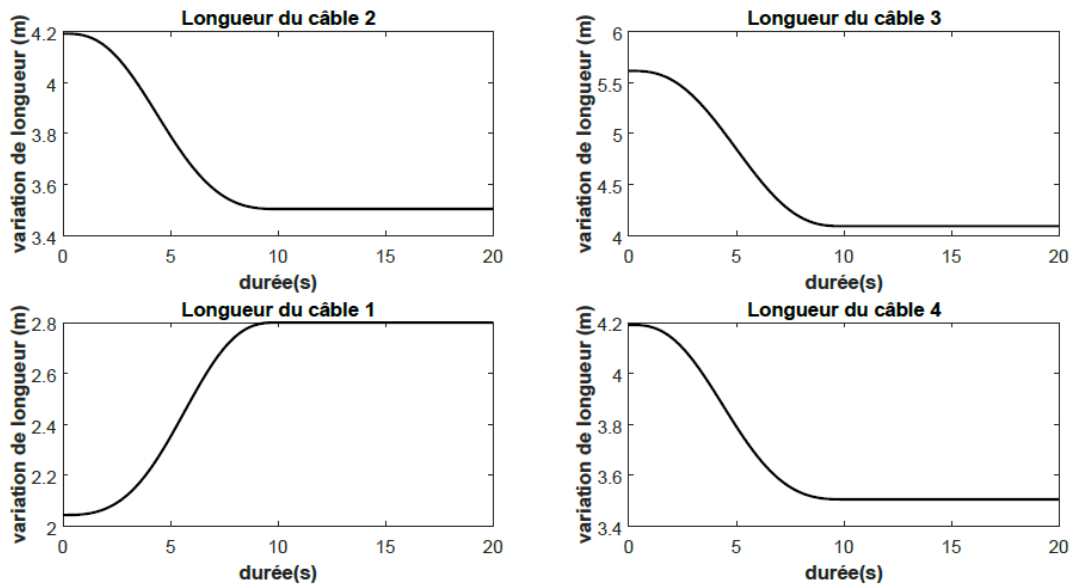 Longueur du câble 2
variation de longueur (m)
4.2
4
3.8
3.6
3.4
0 5 10 15 20
durée(s)
Longueur du câble 3
variation de longueur (m)
6
5.5
5
4.5
4
0 5 10 15 20
durée(s)
Longueur du câble 1
variation de longueur (m)
2.8
2.6
2.4
2.2
2
0 5 10 15 20
durée(s)
Longueur du câble 4
variation de longueur (m)
4.2
4
3.8
3.6
3.4
0 5 10 15 20
durée(s)